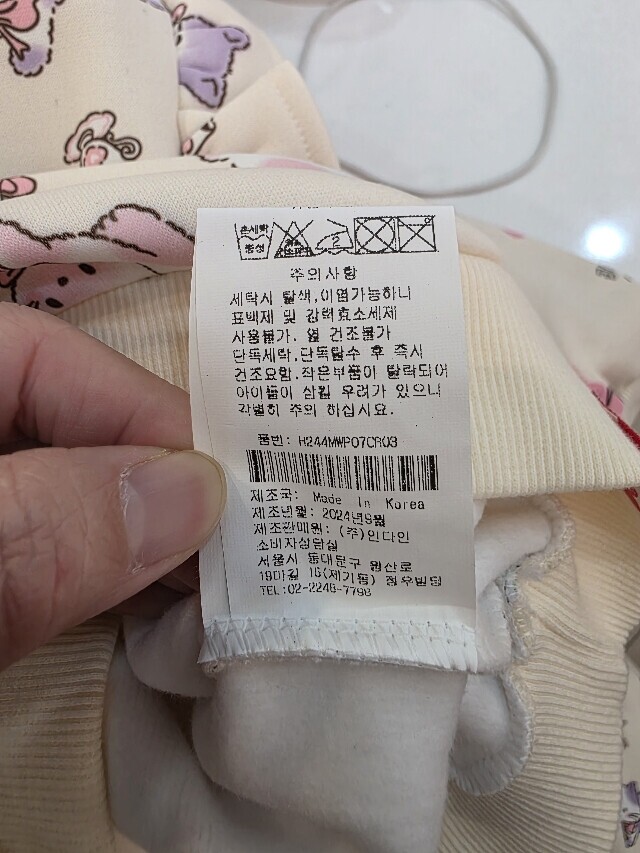 손세탁
중성
2
주의사항
세탁시 탈색,이염가능하니
표백제 및 강력효소세제
사용불가. 열 건조불가
단독세탁,단독탈수 후 즉시
건조요함.작은부품이 탈락되어
아이들이 삼킬 우려가 있으니
각별히 주의 하십시요.
품번: H244MWP07CR03
제조국: Made In Korea
제조년월: 2024년9월
제조판매원: (주)인다인
소비자상담실
서울시 동대문구 왕산로
19마길 16(제기동) 정우빌딩
TEL:02-2246-7798